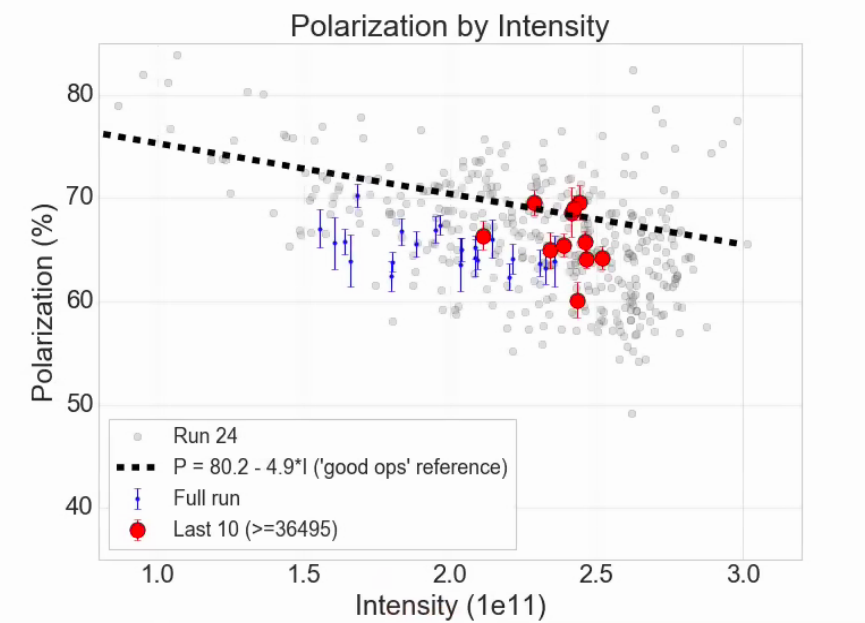 Polarization by Intensity
Polarization (%)
80
70
60
50
40
Run 24
P = 80.2 - 4.9*I ('good ops' reference)
Full run
Last 10 (>=36495)
1.0 1.5 2.0 2.5 3.0
Intensity (1e11)